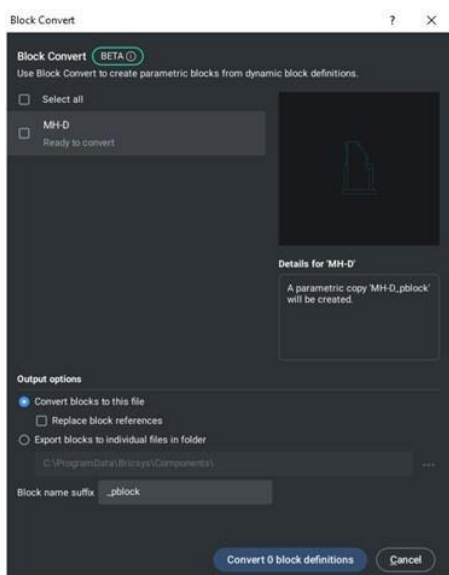 Block Convert
?
Block Convert BETA
Use Block Convert to create parametric blocks from dynamic block definitions.
Select all
MH-D
Ready to convert
Details for 'MH-D'
A parametric copy 'MH-D_pblock'
will be created.
Output options
Convert blocks to this file
Replace block references
Export blocks to individual files in folder
C:\ProgramData\Bricsys\Components\
...
Block name suffix _pblock
Convert 0 block definitions Cancel